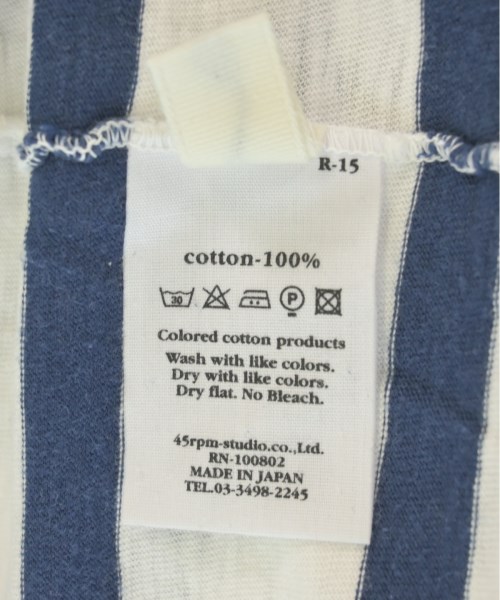 R-15
cotton-100%
30 P
Colored cotton products
Wash with like colors.
Dry with like colors.
Dry flat. No Bleach.
45rpm-studio.co.,Ltd.
RN-100802
MADE IN JAPAN
TEL.03-3498-2245